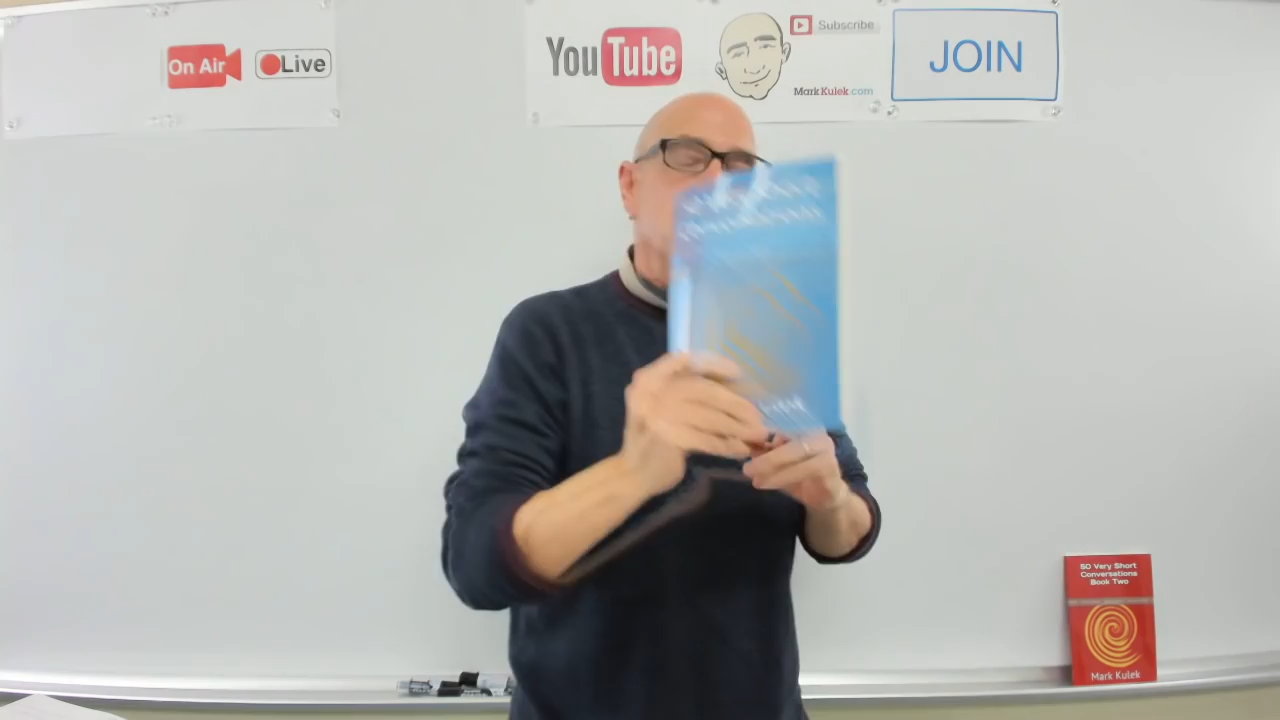 On Air
Live
YouTube
Subscribe
MarkKulek.com
JOIN
50 Very Short
Conversations
Book Two
Mark Kulek